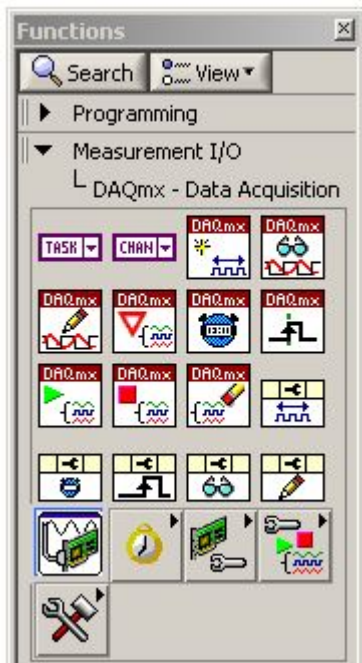 Functions
Search View
Programming
Measurement I/O
DAQmx - Data Acquisition
TASK CHAN DAQmx DAQmx
DAQmx DAQmx DAQmx DAQmx
DAQmx DAQmx DAQmx